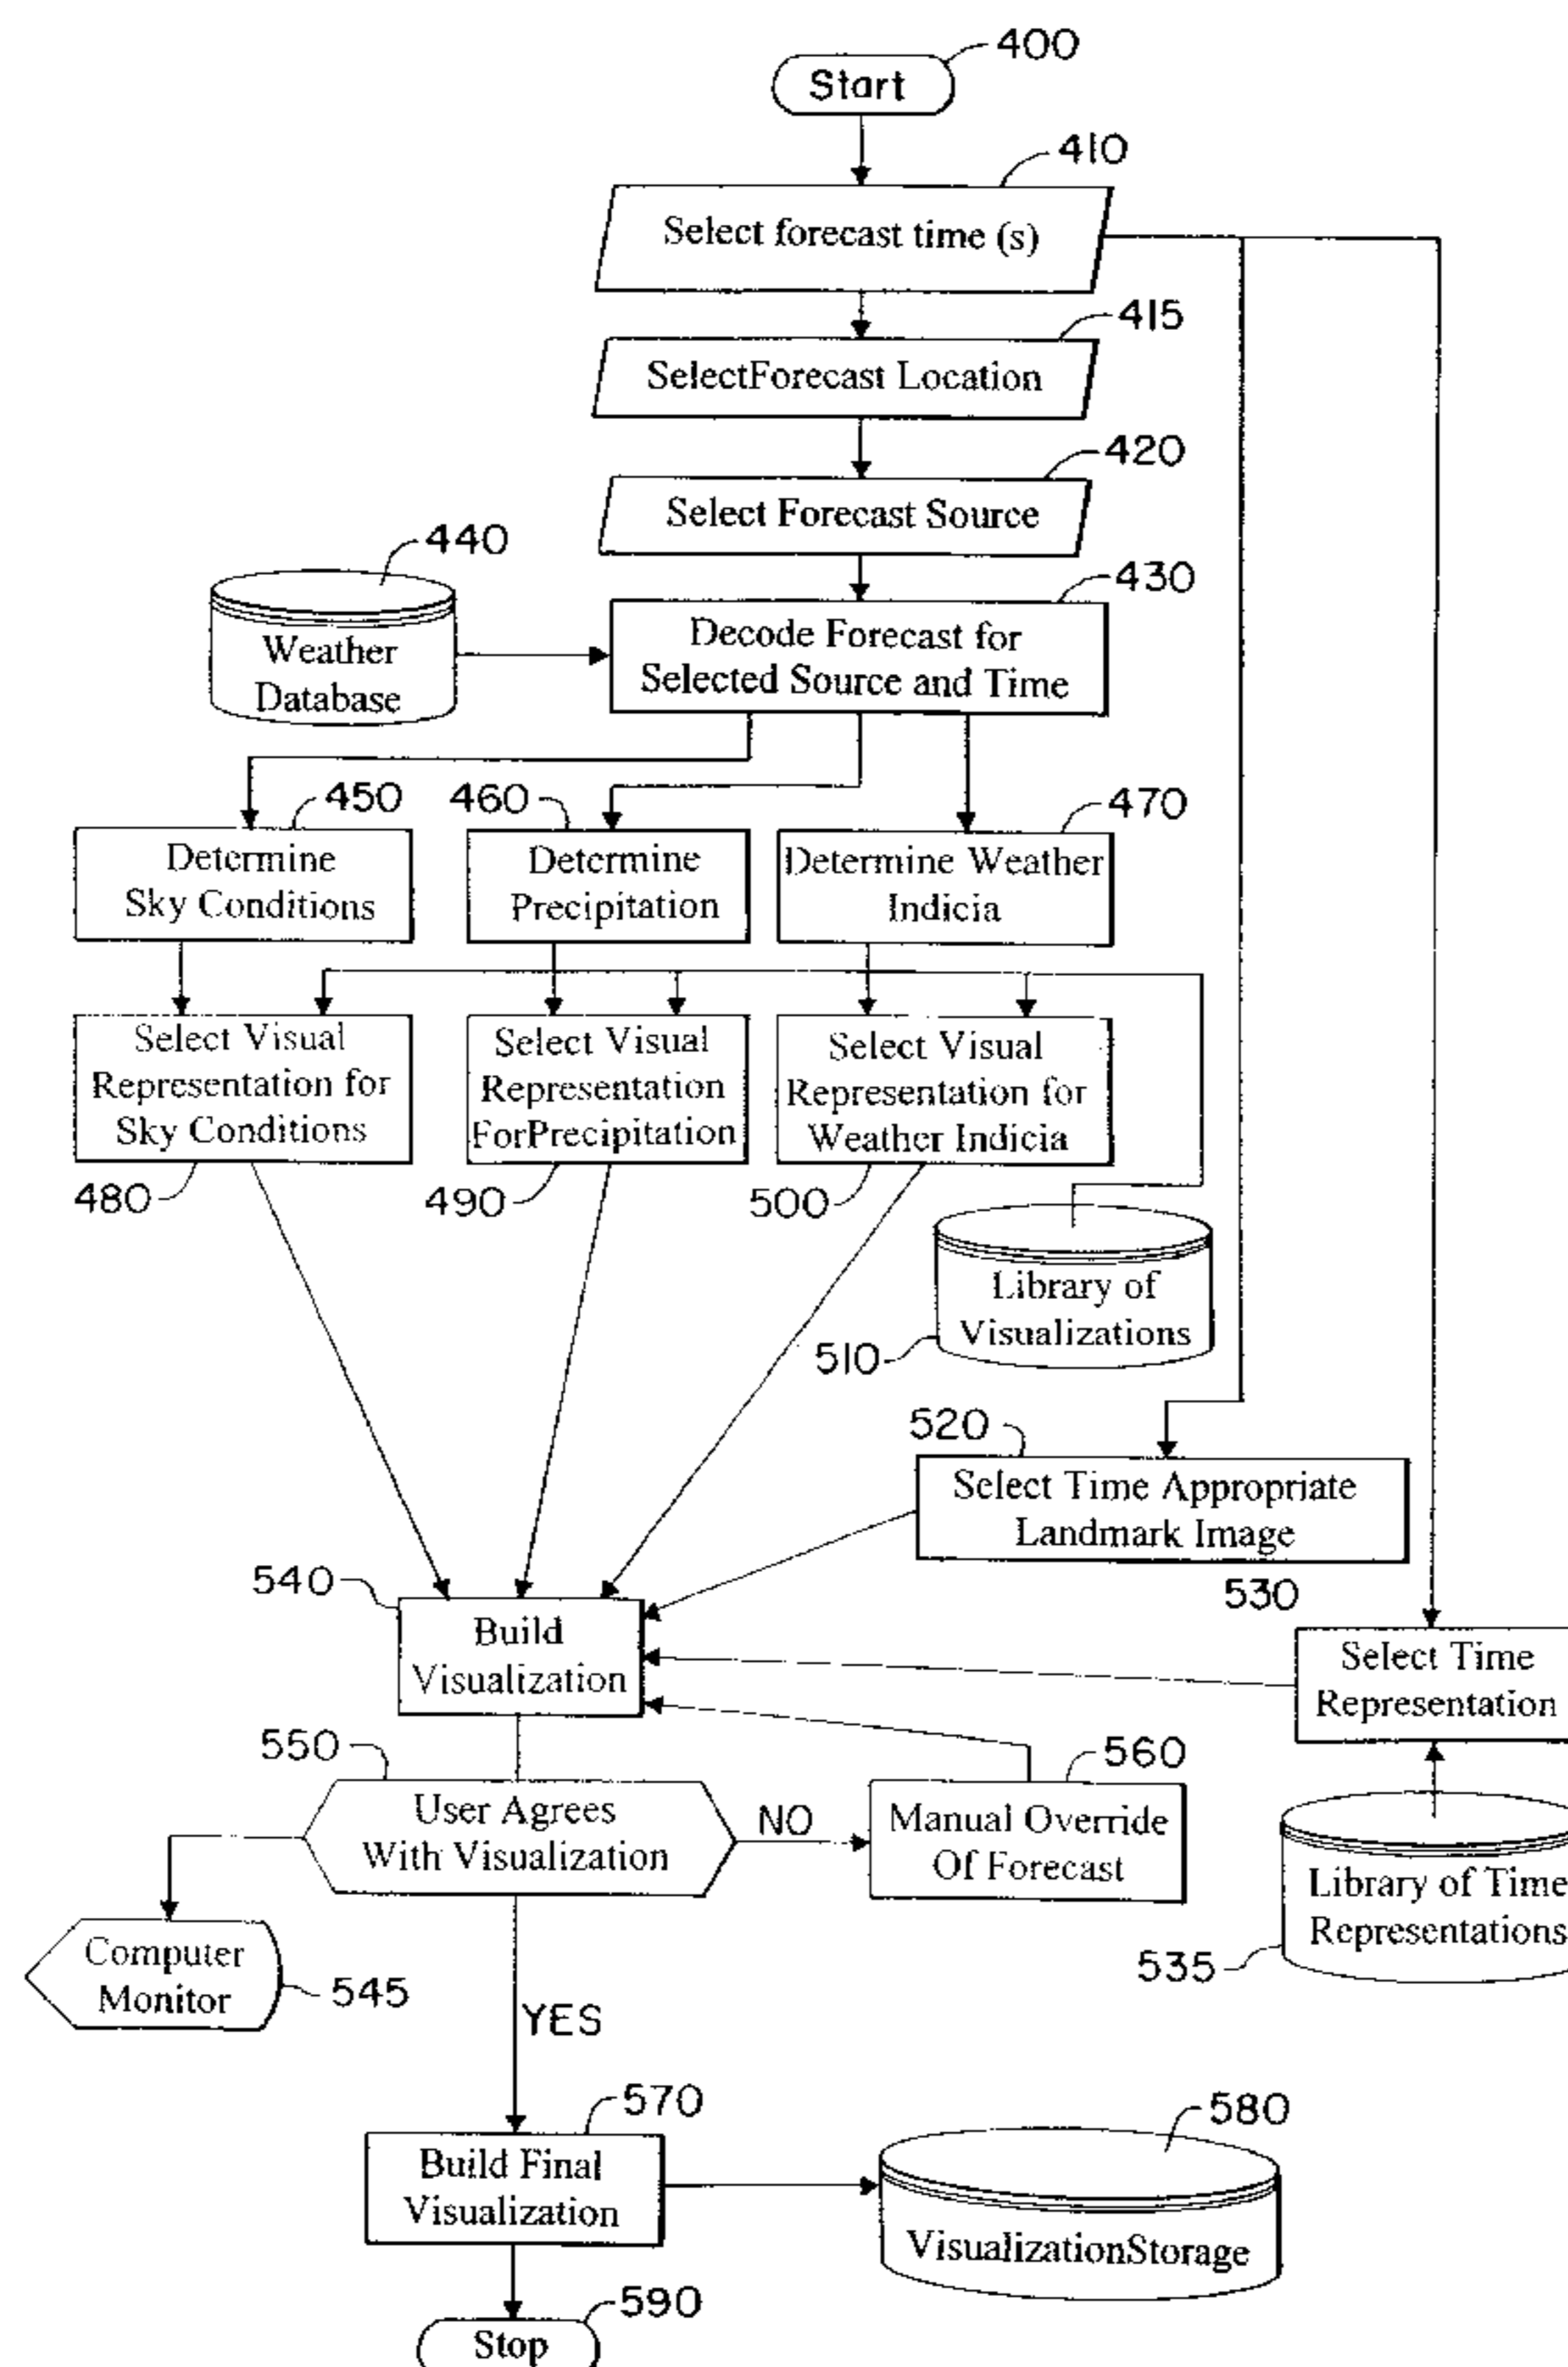 400
Start
410
Select forecast time (s)
415
SelectForecast Location
420
Select Forecast Source
440
Weather
Database
430
Decode Forecast for
Selected Source and Time
450
Determine
Sky Conditions
460
Determine
Precipitation
470
Determine Weather
Indicia
Select Visual
Representation for
Sky Conditions
480
Select Visual
Representation
ForPrecipitation
490
Select Visual
Representation for
Weather Indicia
500
Library of
Visualizations
510
520
Select Time Appropriate
Landmark Image
530
Select Time
Representation
540
Build
Visualization
550
User Agrees
With Visualization
NO
560
Manual Override
Of Forecast
Library of Time
Representations
535
Computer
Monitor
545
YES
570
Build Final
Visualization
580
VisualizationStorage
590
Stop